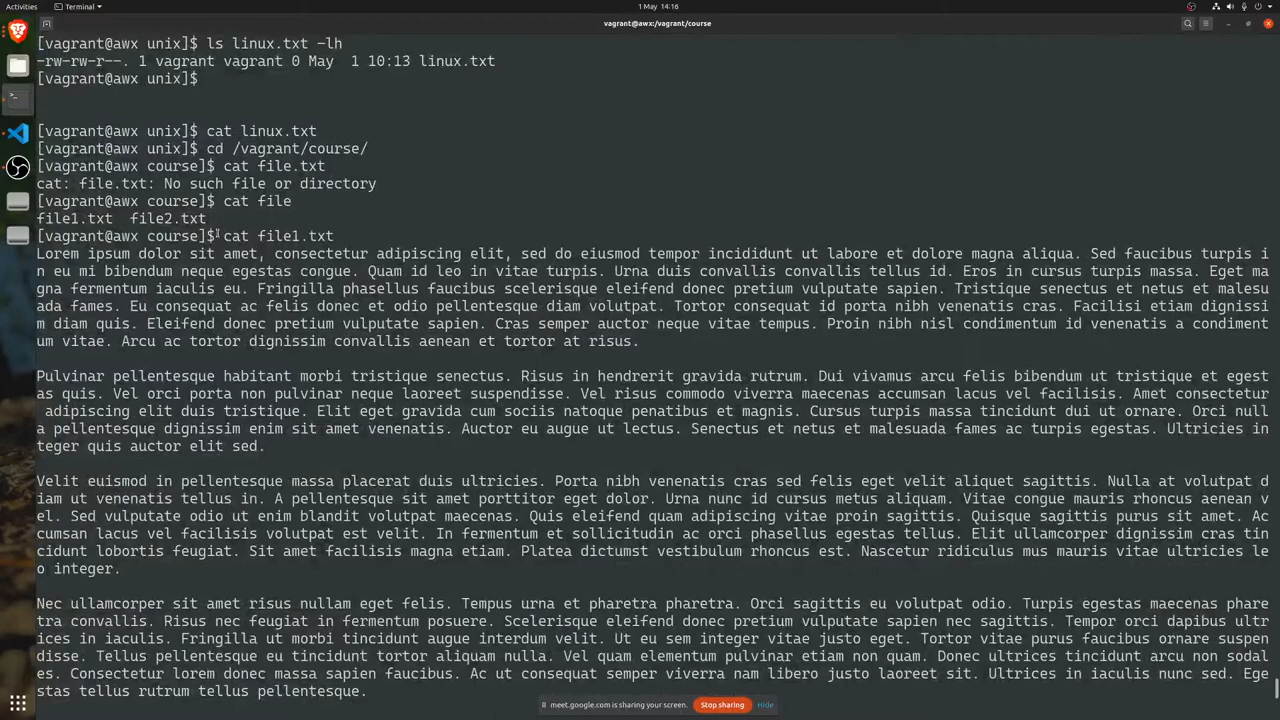 Activities
Terminal
1 May 14:16
vagrant@awx:/vagrant/course
[vagrant@awx unix]$ ls linux.txt -lh
-rw-rw-r--. 1 vagrant vagrant 0 May  1 10:13 linux.txt
[vagrant@awx unix]$
[vagrant@awx unix]$ cat linux.txt
[vagrant@awx unix]$ cd /vagrant/course/
[vagrant@awx course]$ cat file.txt
cat: file.txt: No such file or directory
[vagrant@awx course]$ cat file
file1.txt  file2.txt
[vagrant@awx course]$ cat file1.txt
Lorem ipsum dolor sit amet, consectetur adipiscing elit, sed do eiusmod tempor incididunt ut labore et dolore magna aliqua. Sed faucibus turpis i
n eu mi bibendum neque egestas congue. Quam id leo in vitae turpis. Urna duis convallis convallis tellus id. Eros in cursus turpis massa. Eget ma
gna fermentum iaculis eu. Fringilla phasellus faucibus scelerisque eleifend donec pretium vulputate sapien. Tristique senectus et netus et malesu
ada fames. Eu consequat ac felis donec et odio pellentesque diam volutpat. Tortor consequat id porta nibh venenatis cras. Facilisi etiam dignissi
m diam quis. Eleifend donec pretium vulputate sapien. Cras semper auctor neque vitae tempus. Proin nibh nisl condimentum id venenatis a condiment
um vitae. Arcu ac tortor dignissim convallis aenean et tortor at risus.
Pulvinar pellentesque habitant morbi tristique senectus. Risus in hendrerit gravida rutrum. Dui vivamus arcu felis bibendum ut tristique et egest
as quis. Vel orci porta non pulvinar neque laoreet suspendisse. Vel risus commodo viverra maecenas accumsan lacus vel facilisis. Amet consectetur
 adipiscing elit duis tristique. Elit eget gravida cum sociis natoque penatibus et magnis. Cursus turpis massa tincidunt dui ut ornare. Orci null
a pellentesque dignissim enim sit amet venenatis. Auctor eu augue ut lectus. Senectus et netus et malesuada fames ac turpis egestas. Ultricies in
teger quis auctor elit sed.
Velit euismod in pellentesque massa placerat duis ultricies. Porta nibh venenatis cras sed felis eget velit aliquet sagittis. Nulla at volutpat d
iam ut venenatis tellus in. A pellentesque sit amet porttitor eget dolor. Urna nunc id cursus metus aliquam. Vitae congue mauris rhoncus aenean v
el. Sed vulputate odio ut enim blandit volutpat maecenas. Quis eleifend quam adipiscing vitae proin sagittis. Quisque sagittis purus sit amet. Ac
cumsan lacus vel facilisis volutpat est velit. In fermentum et sollicitudin ac orci phasellus egestas tellus. Elit ullamcorper dignissim cras tin
cidunt lobortis feugiat. Sit amet facilisis magna etiam. Platea dictumst vestibulum rhoncus est. Nascetur ridiculus mus mauris vitae ultricies le
o integer.
Nec ullamcorper sit amet risus nullam eget felis. Tempus urna et pharetra pharetra. Orci sagittis eu volutpat odio. Turpis egestas maecenas phare
tra convallis. Risus nec feugiat in fermentum posuere. Scelerisque eleifend donec pretium vulputate sapien nec sagittis. Tempor orci dapibus ultr
ices in iaculis. Fringilla ut morbi tincidunt augue interdum velit. Ut eu sem integer vitae justo eget. Tortor vitae purus faucibus ornare suspen
disse. Tellus pellentesque eu tincidunt tortor aliquam nulla. Vel quam elementum pulvinar etiam non quam. Donec ultrices tincidunt arcu non sodal
es. Consectetur lorem donec massa sapien faucibus. Ac ut consequat semper viverra nam libero justo laoreet sit. Ultrices in iaculis nunc sed. Ege
stas tellus rutrum tellus pellentesque.
meet.google.com is sharing your screen.
Stop sharing
Hide